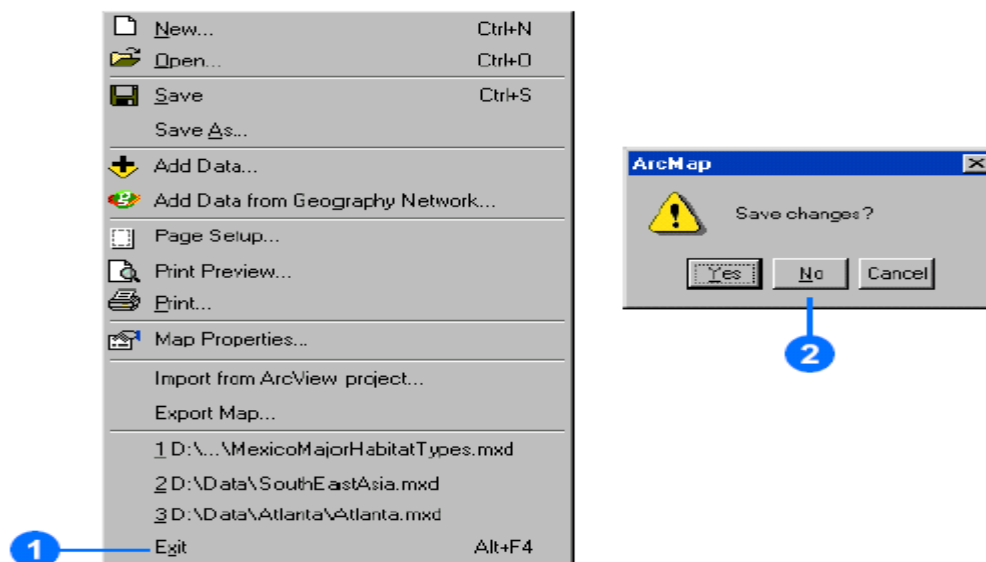 New... Ctrl+N
Open... Ctrl+O
Save Ctrl+S
Save As...
Add Data...
Add Data from Geography Network...
Page Setup...
Print Preview...
Print...
Map Properties...
Import from ArcView project...
Export Map...
1 D:\...\MexicoMajorHabitatTypes.mxd
2 D:\Data\SouthEastAsia.mxd
3 D:\Data\Atlanta\Atlanta.mxd
1 Exit Alt+F4
ArcMap
Save changes?
Yes No Cancel
2